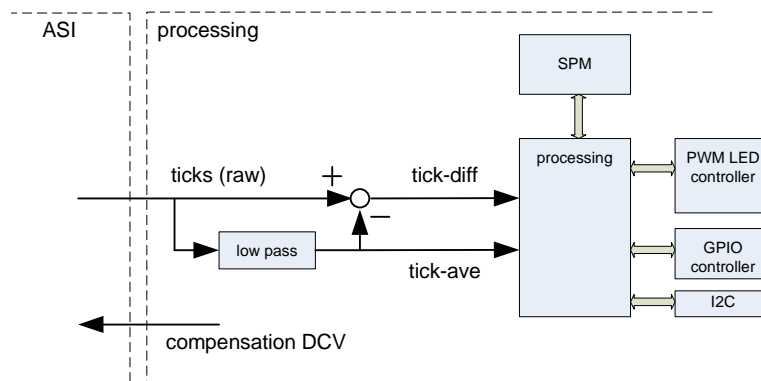 ASI
processing
SPM
ticks (raw)
+
tick-diff
processing
PWM LED
controller
−
low pass
tick-ave
GPIO
controller
I2C
compensation DCV